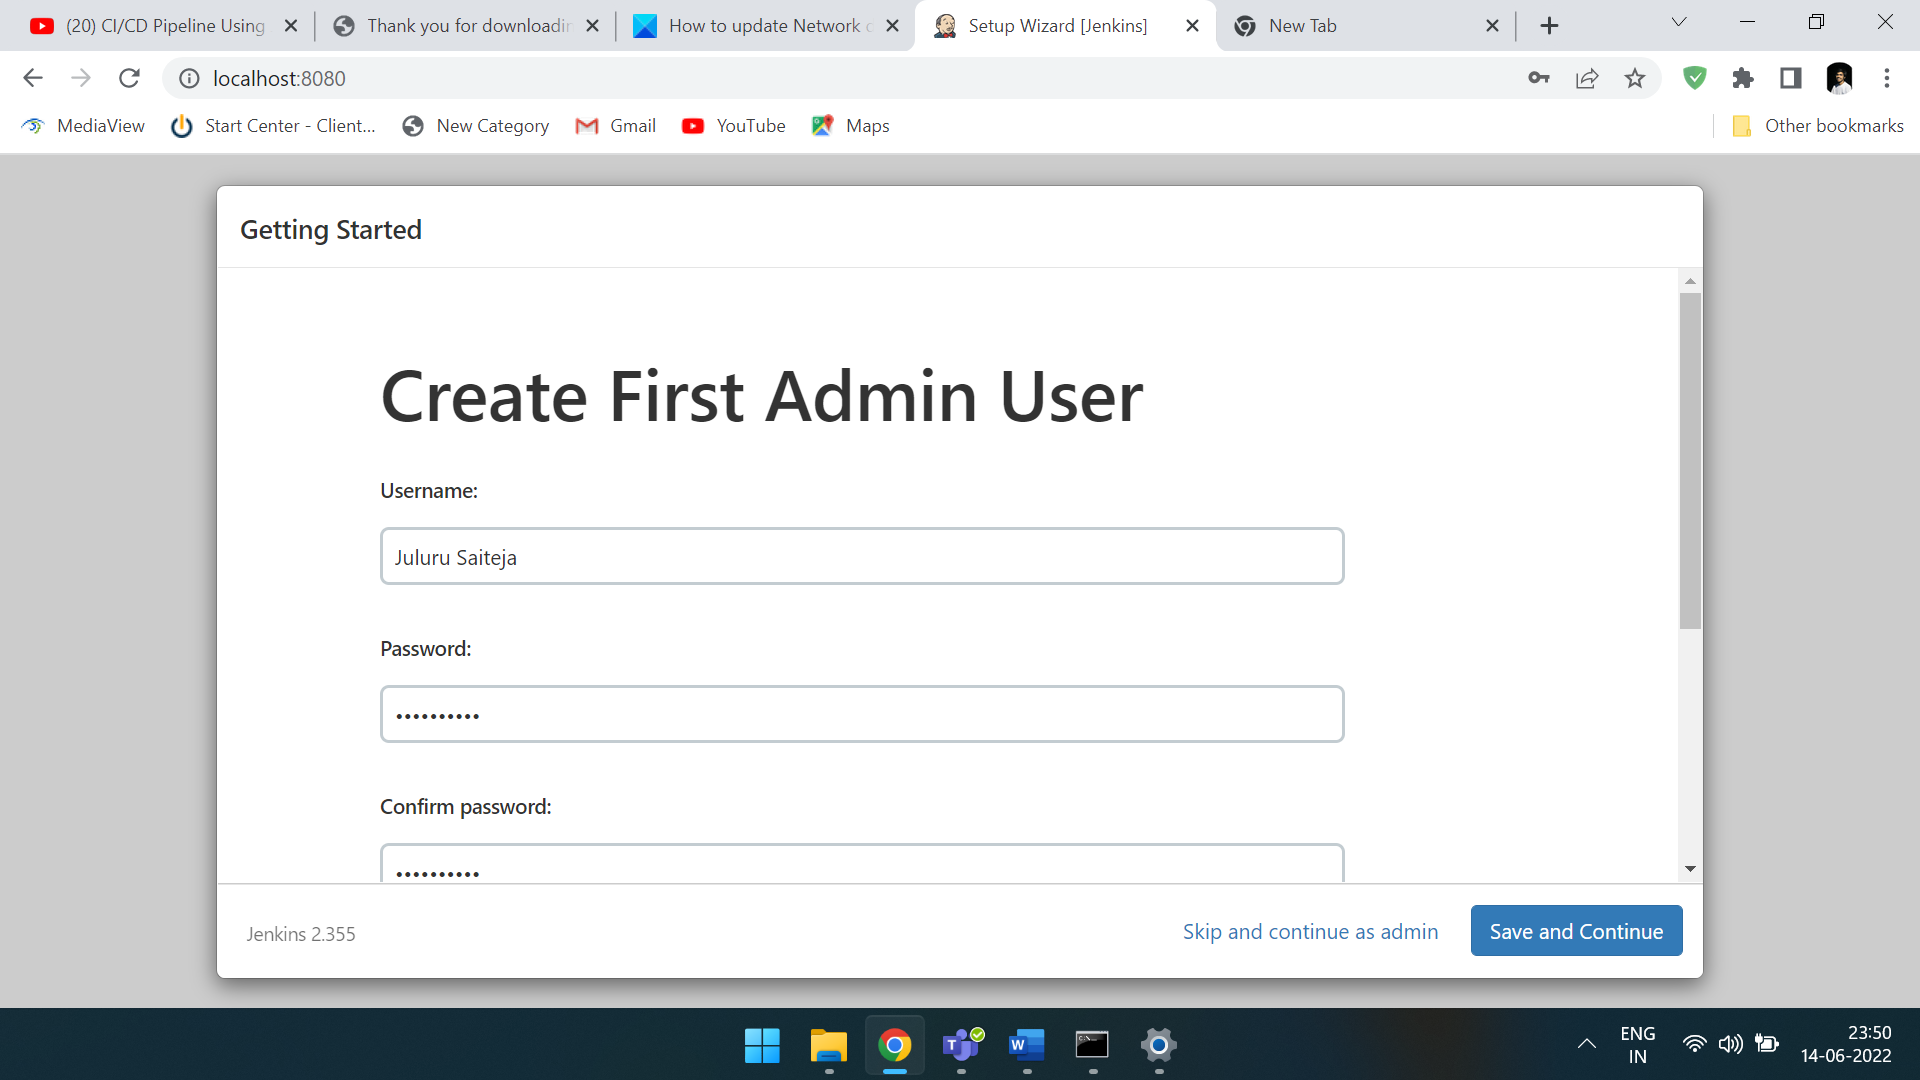 (20) CI/CD Pipeline Using
Thank you for downloadin
How to update Network
Setup Wizard [Jenkins]
New Tab
localhost:8080
MediaView
Start Center - Client...
New Category
Gmail
YouTube
Maps
Other bookmarks
Getting Started
Create First Admin User
Username:
Juluru Saiteja
Password:
••••••••••
Confirm password:
••••••••••
Jenkins 2.355
Skip and continue as admin
Save and Continue
ENG
IN
23:50
14-06-2022